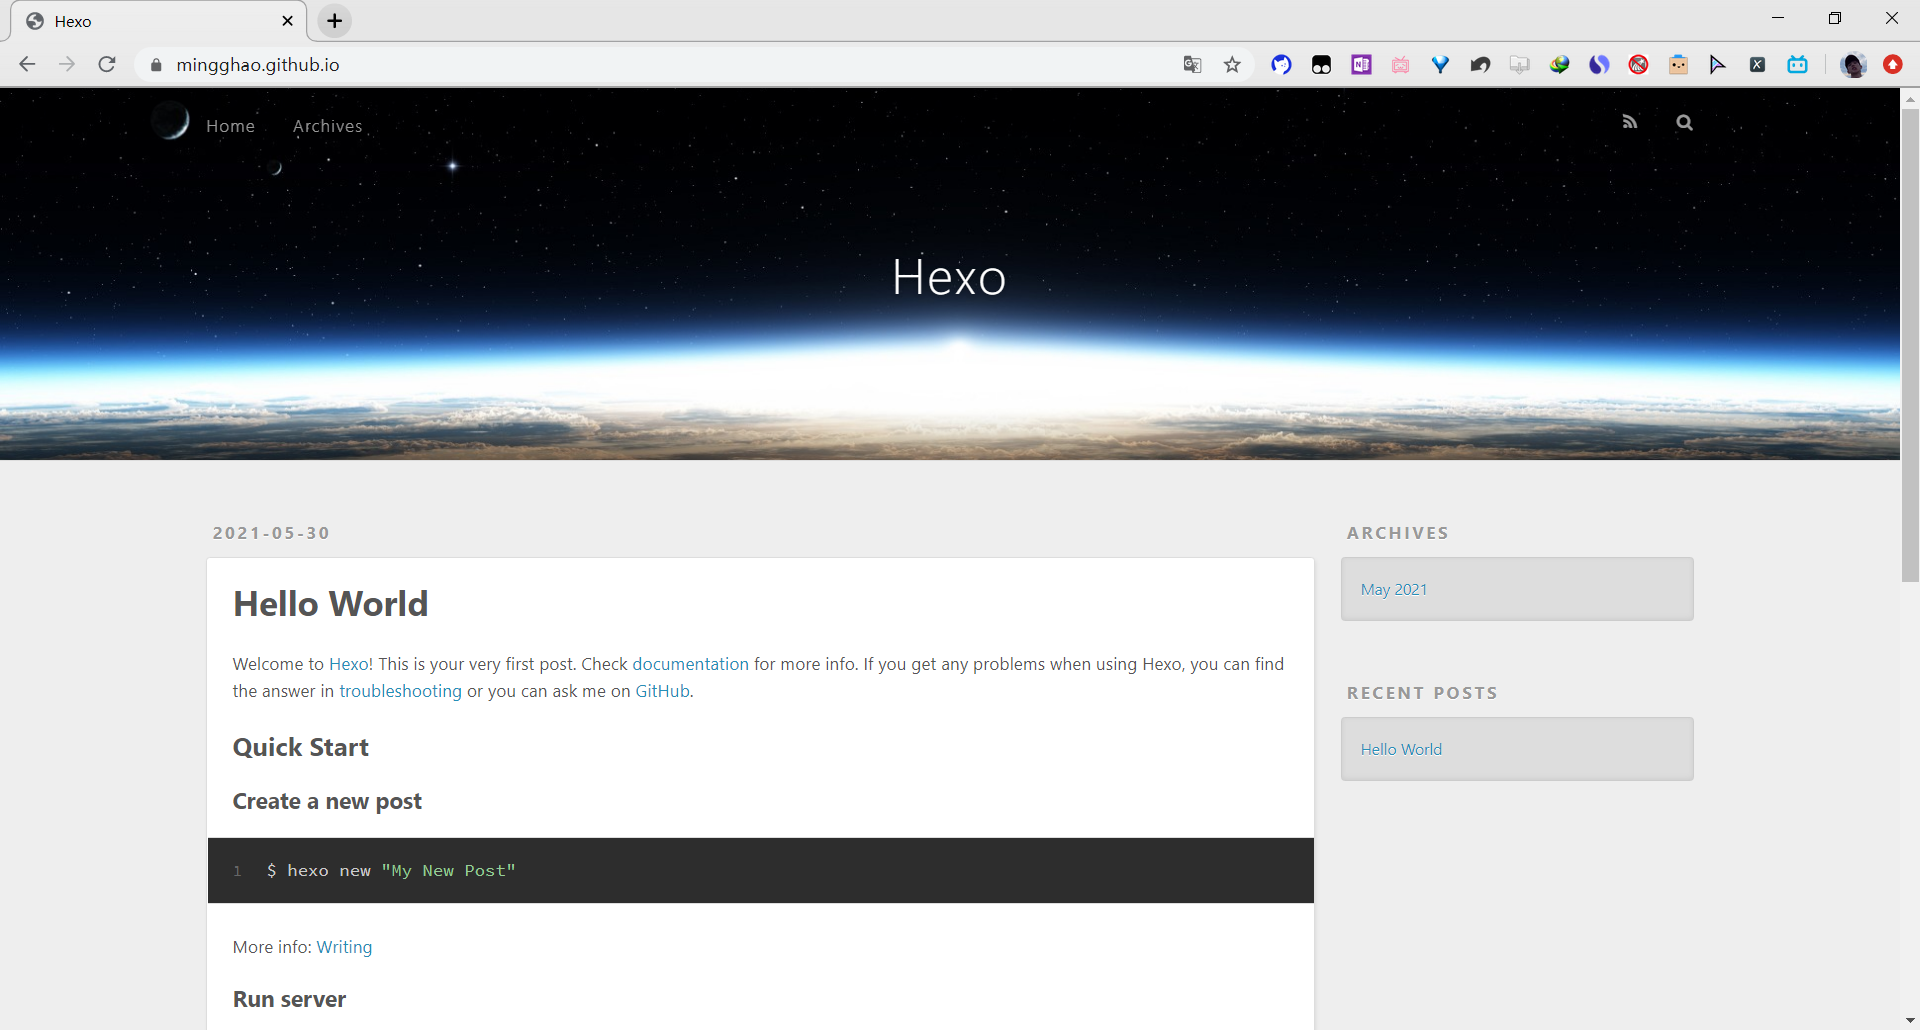 Hexo
mingghao.github.io
Home Archives
Hexo
2021-05-30
Hello World
Welcome to Hexo! This is your very first post. Check documentation for more info. If you get any problems when using Hexo, you can find
the answer in troubleshooting or you can ask me on GitHub.
Quick Start
Create a new post
1 $ hexo new "My New Post"
More info: Writing
Run server
ARCHIVES
May 2021
RECENT POSTS
Hello World